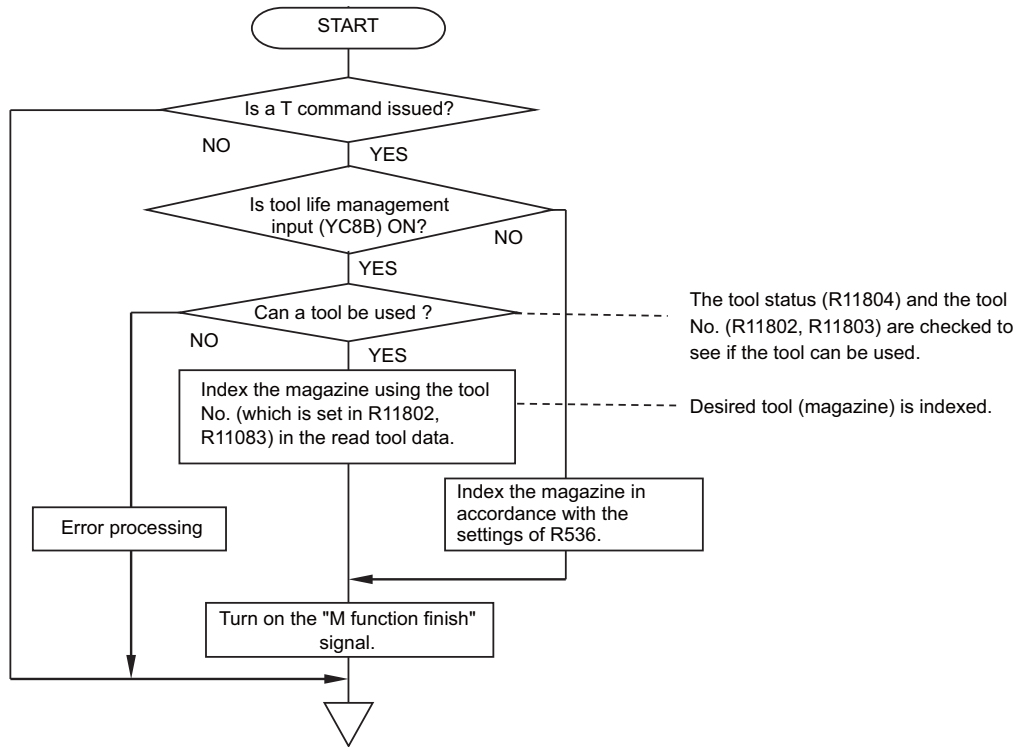 START
Is a T command issued?
NO
YES
Is tool life management
input (YC8B) ON?
NO
YES
Can a tool be used ?
NO
YES
The tool status (R11804) and the tool
No. (R11802, R11803) are checked to
see if the tool can be used.
Index the magazine using the tool
No. (which is set in R11802,
R11083) in the read tool data.
Desired tool (magazine) is indexed.
Index the magazine in
accordance with the
settings of R536.
Error processing
Turn on the "M function finish"
signal.